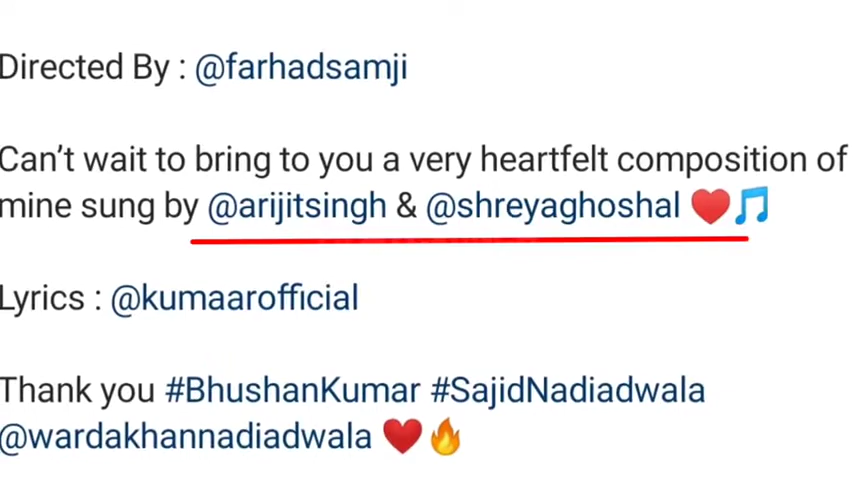 Directed By : @farhadsamji
Can’t wait to bring to you a very heartfelt composition of
mine sung by @arijitsingh & @shreyaghoshal ❤️🎵
Lyrics : @kumaarofficial
Thank you #BhushanKumar #SajidNadiadwala
@wardakhannadiadwala ❤️🔥